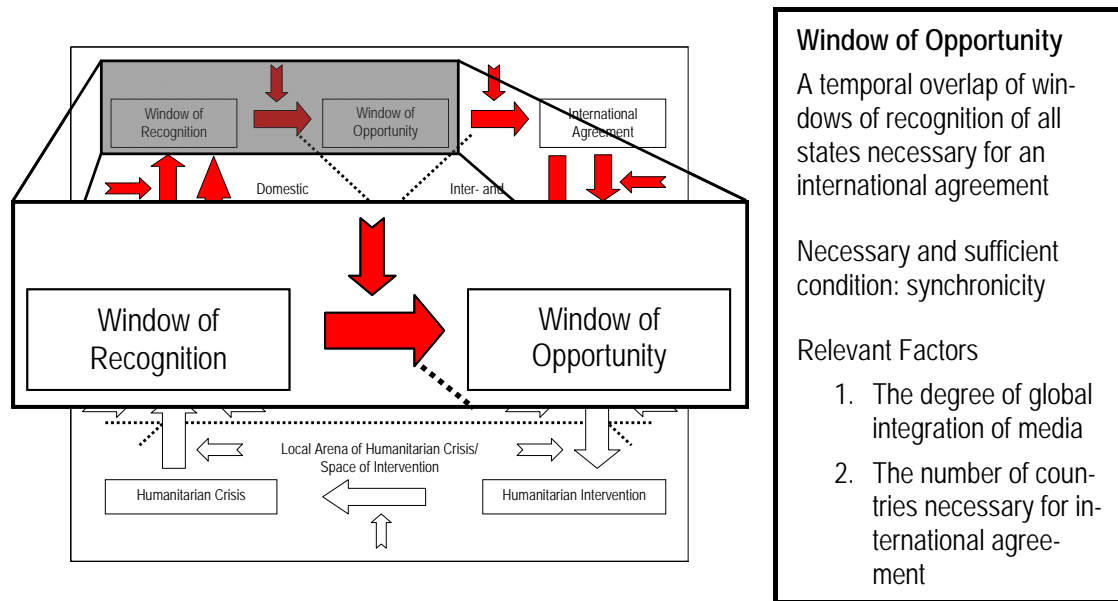 Window of
Recognition
Window of
Opportunity
International
Agreement
Domestic
Inter- and
Window of
Recognition
Window of
Opportunity
Local Arena of Humanitarian Crisis/
Space of Intervention
Humanitarian Crisis
Humanitarian Intervention
Window of Opportunity
A temporal overlap of win-
dows of recognition of all
states necessary for an
international agreement
Necessary and sufficient
condition: synchronicity
Relevant Factors
1. The degree of global
integration of media
2. The number of coun-
tries necessary for in-
ternational agree-
ment